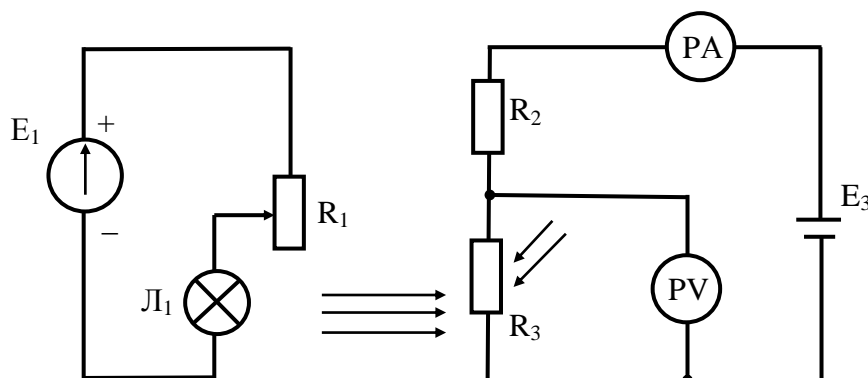 PA
R₂
+
E₁
E₃
R₁
−
Л₁
PV
R₃